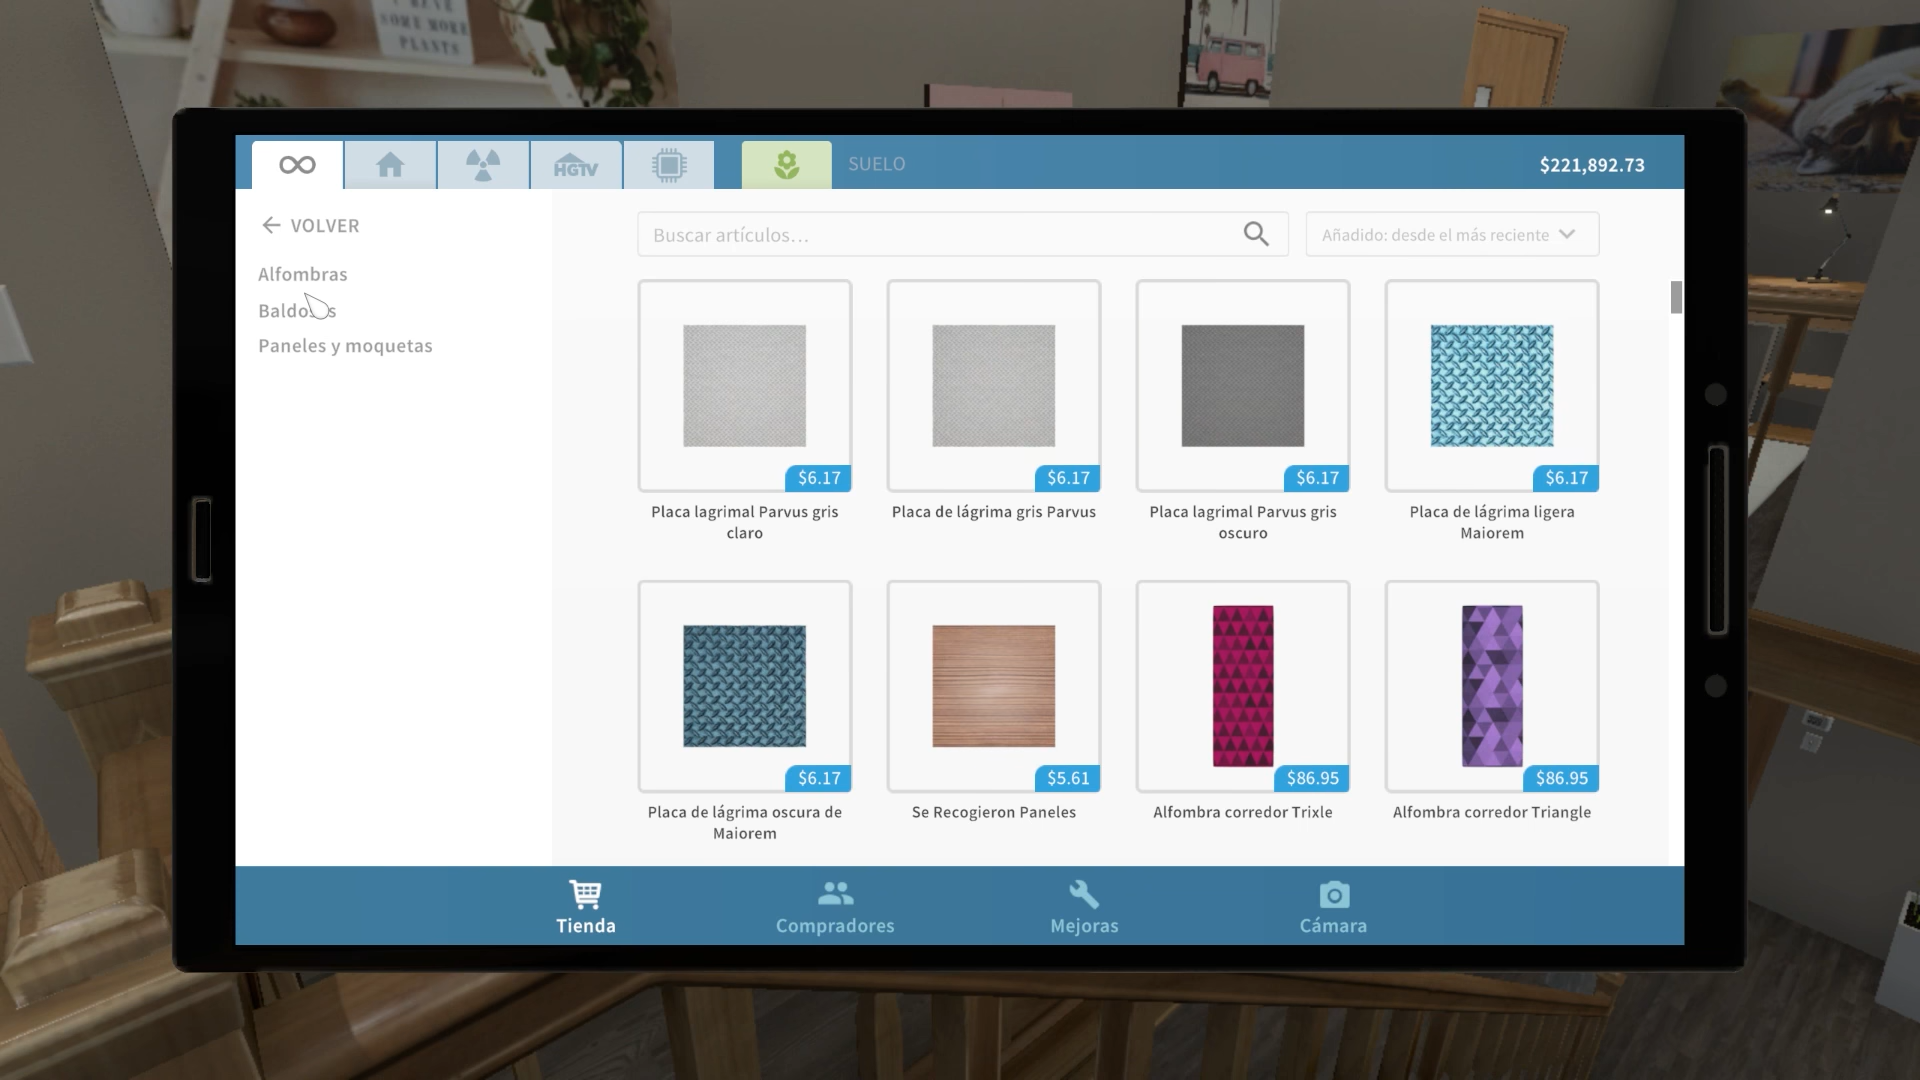 SOME MORE
PLANTS
HGTV
SUELO
$221,892.73
VOLVER
Buscar artículos...
Añadido: desde el más reciente
Alfombras
Paneles y moquetas
$6.17
$6.17
$6.17
$6.17
Placa lagrimal Parvus gris
claro
Placa de lágrima gris Parvus
Placa lagrimal Parvus gris
oscuro
Placa de lágrima ligera
Maiorem
$6.17
$5.61
$86.95
$86.95
Placa de lágrima oscura de
Maiorem
Se Recogieron Paneles
Alfombra corredor Trixle
Alfombra corredor Triangle
Tienda
Compradores
Mejoras
Cámara